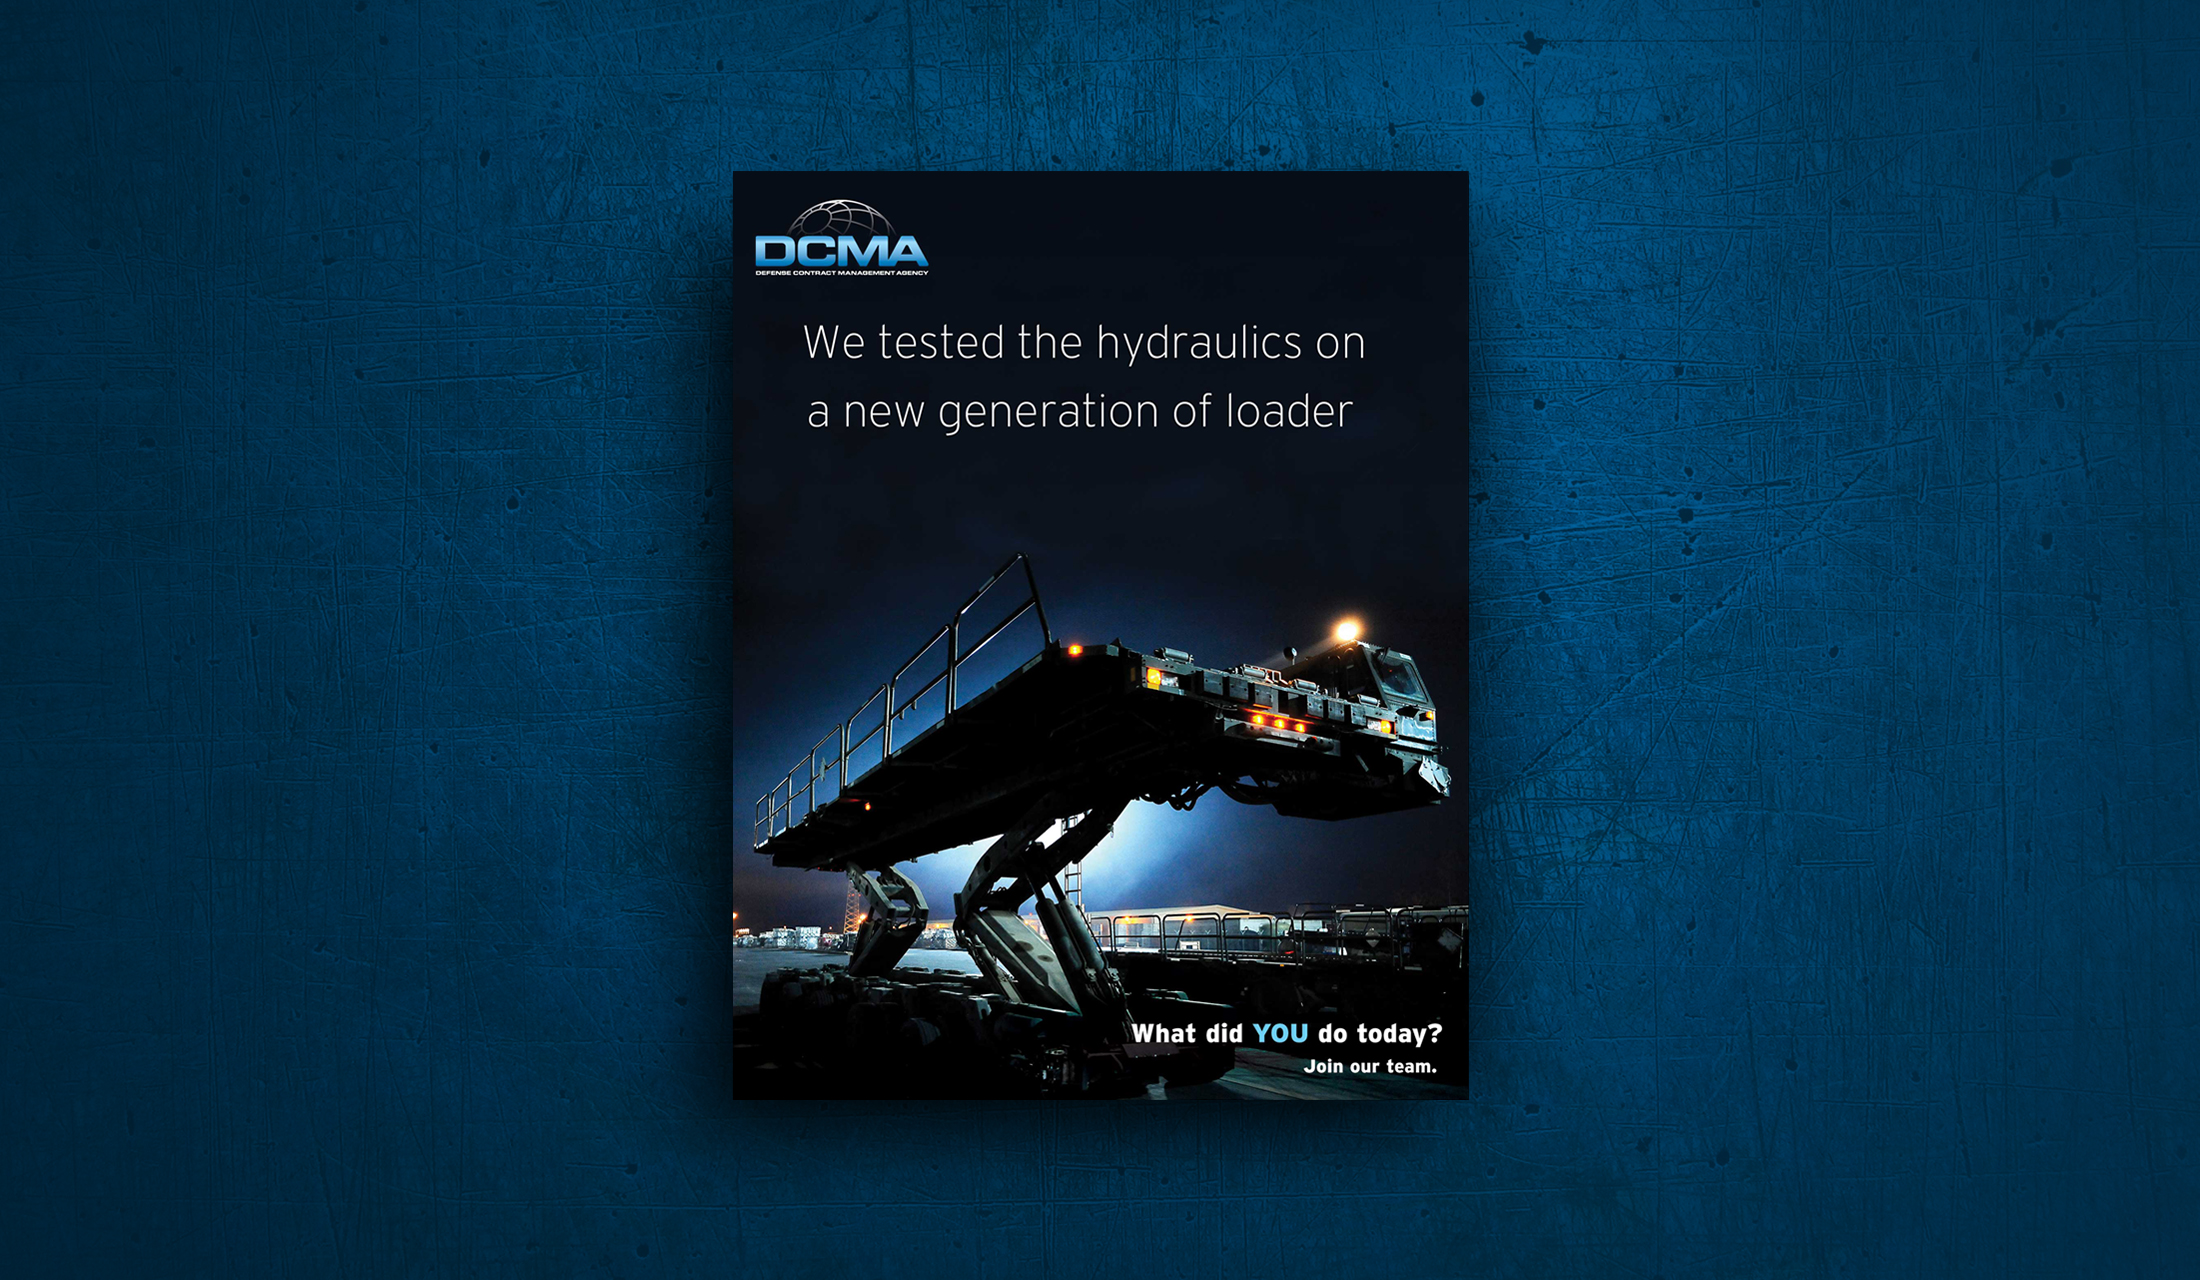 DCMA
DEFENSE CONTRACT MANAGEMENT AGENCY
We tested the hydraulics on
a new generation of loader
What did YOU do today?
Join our team.